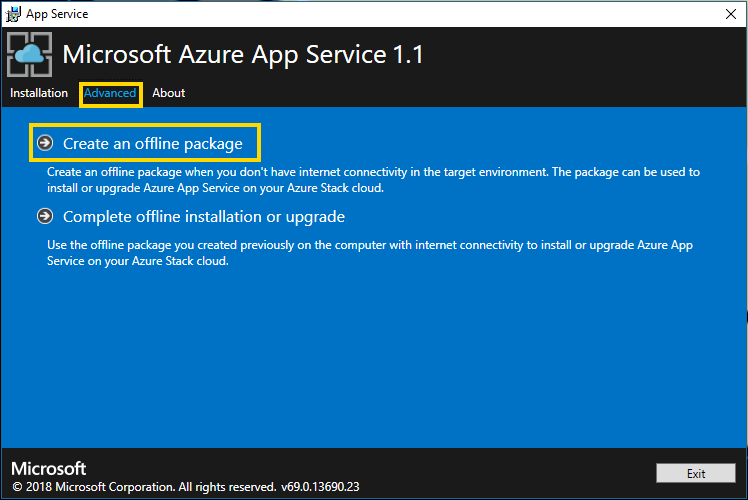 App Service
Microsoft Azure App Service 1.1
Installation Advanced About
Create an offline package
Create an offline package when you don't have internet connectivity in the target environment. The package can be used to
install or upgrade Azure App Service on your Azure Stack cloud.
Complete offline installation or upgrade
Use the offline package you created previously on the computer with internet connectivity to install or upgrade Azure App
Service on your Azure Stack cloud.
Microsoft
© 2018 Microsoft Corporation. All rights reserved. v69.0.13690.23
Exit